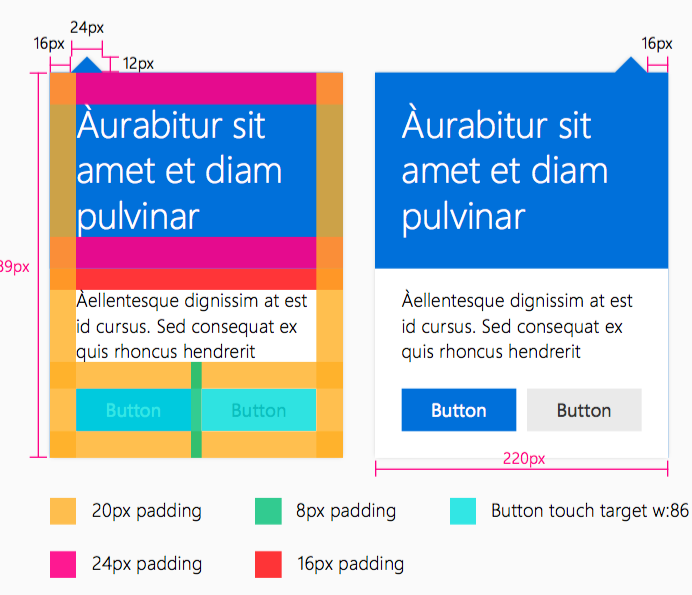 24px
16px
12px
16px
Àurabitur sit
amet et diam
pulvinar
Àurabitur sit
amet et diam
pulvinar
39px
Àellentesque dignissim at est
id cursus. Sed consequat ex
quis rhoncus hendrerit
Àellentesque dignissim at est
id cursus. Sed consequat ex
quis rhoncus hendrerit
Button
Button
Button
Button
220px
20px padding
8px padding
Button touch target w:86
24px padding
16px padding